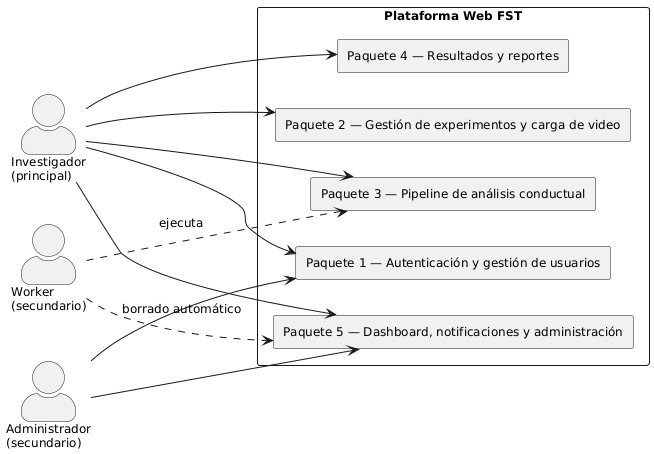 Plataforma Web FST
Paquete 4 — Resultados y reportes
Paquete 2 — Gestión de experimentos y carga de video
Investigador
(principal)
Paquete 3 — Pipeline de análisis conductual
ejecuta
Paquete 1 — Autenticación y gestión de usuarios
Worker
(secundario)
borrado automático
Paquete 5 — Dashboard, notificaciones y administración
Administrador
(secundario)